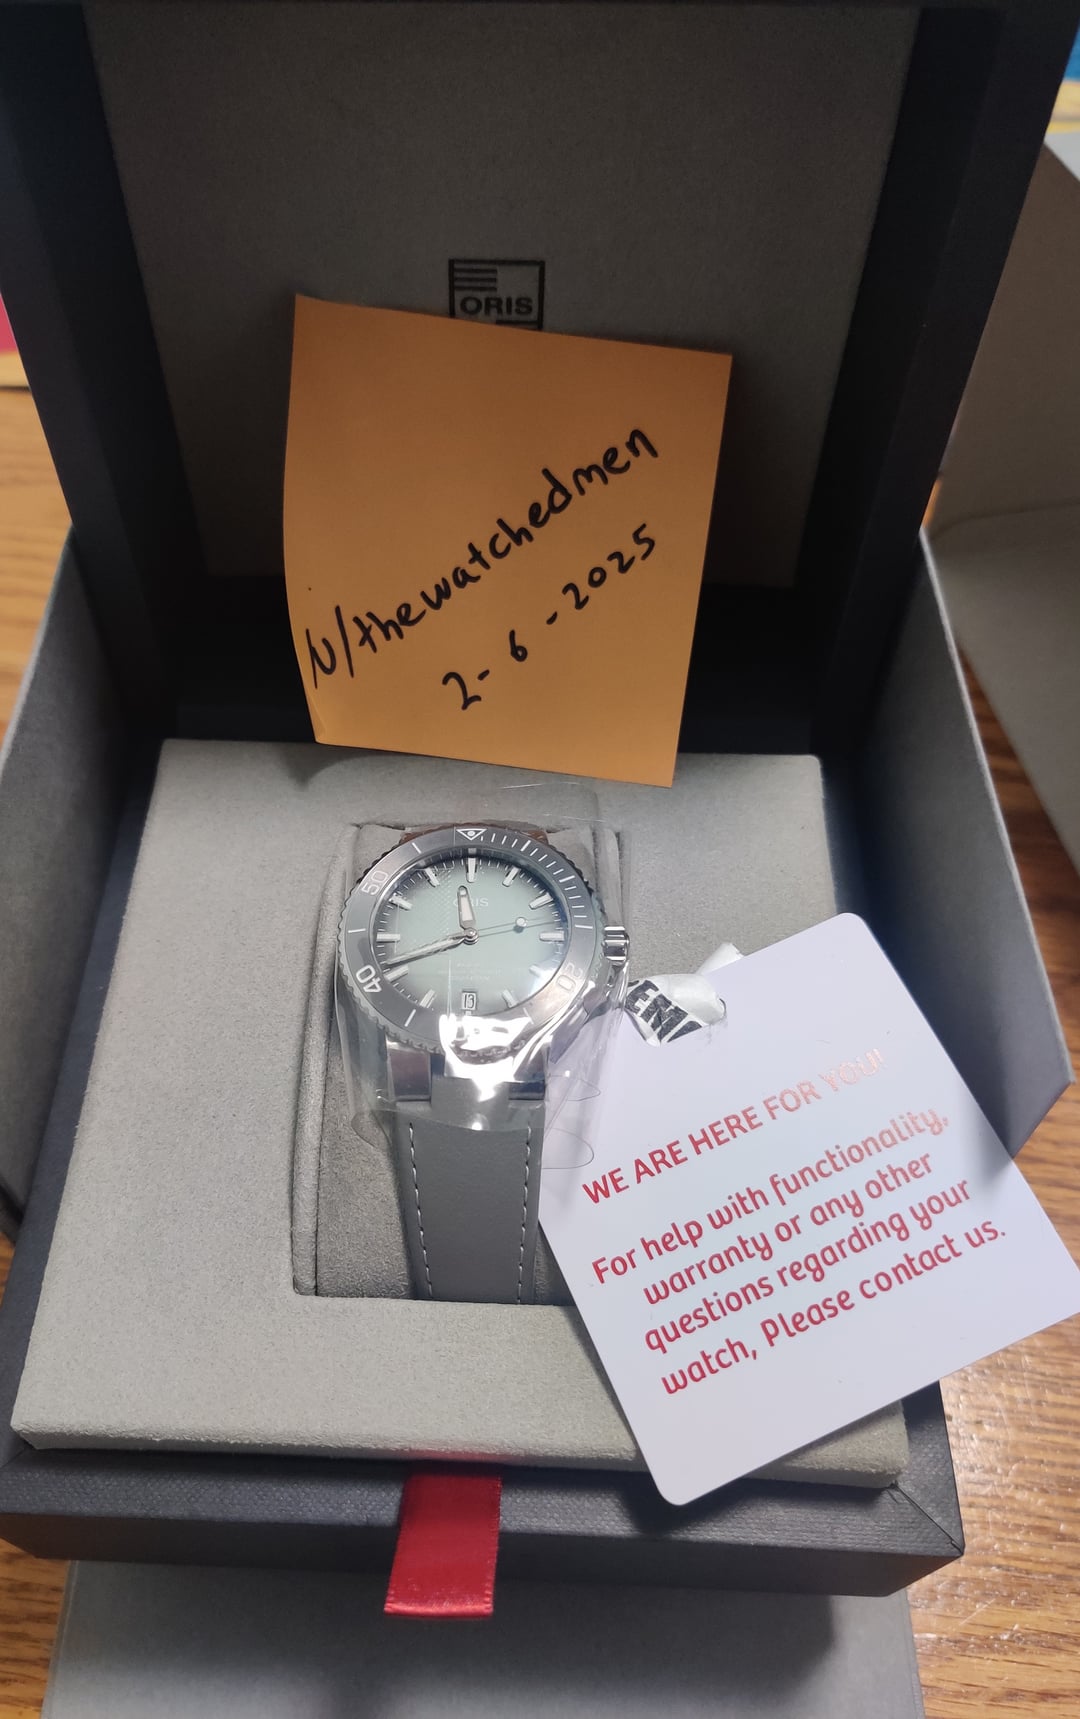 ORIS
u/thewatchedmen
2-6-2025
50
40
20
ORIS
13
WE ARE HERE FOR YOU!
For help with functionality,
warranty or any other
questions regarding your
watch, Please contact us.